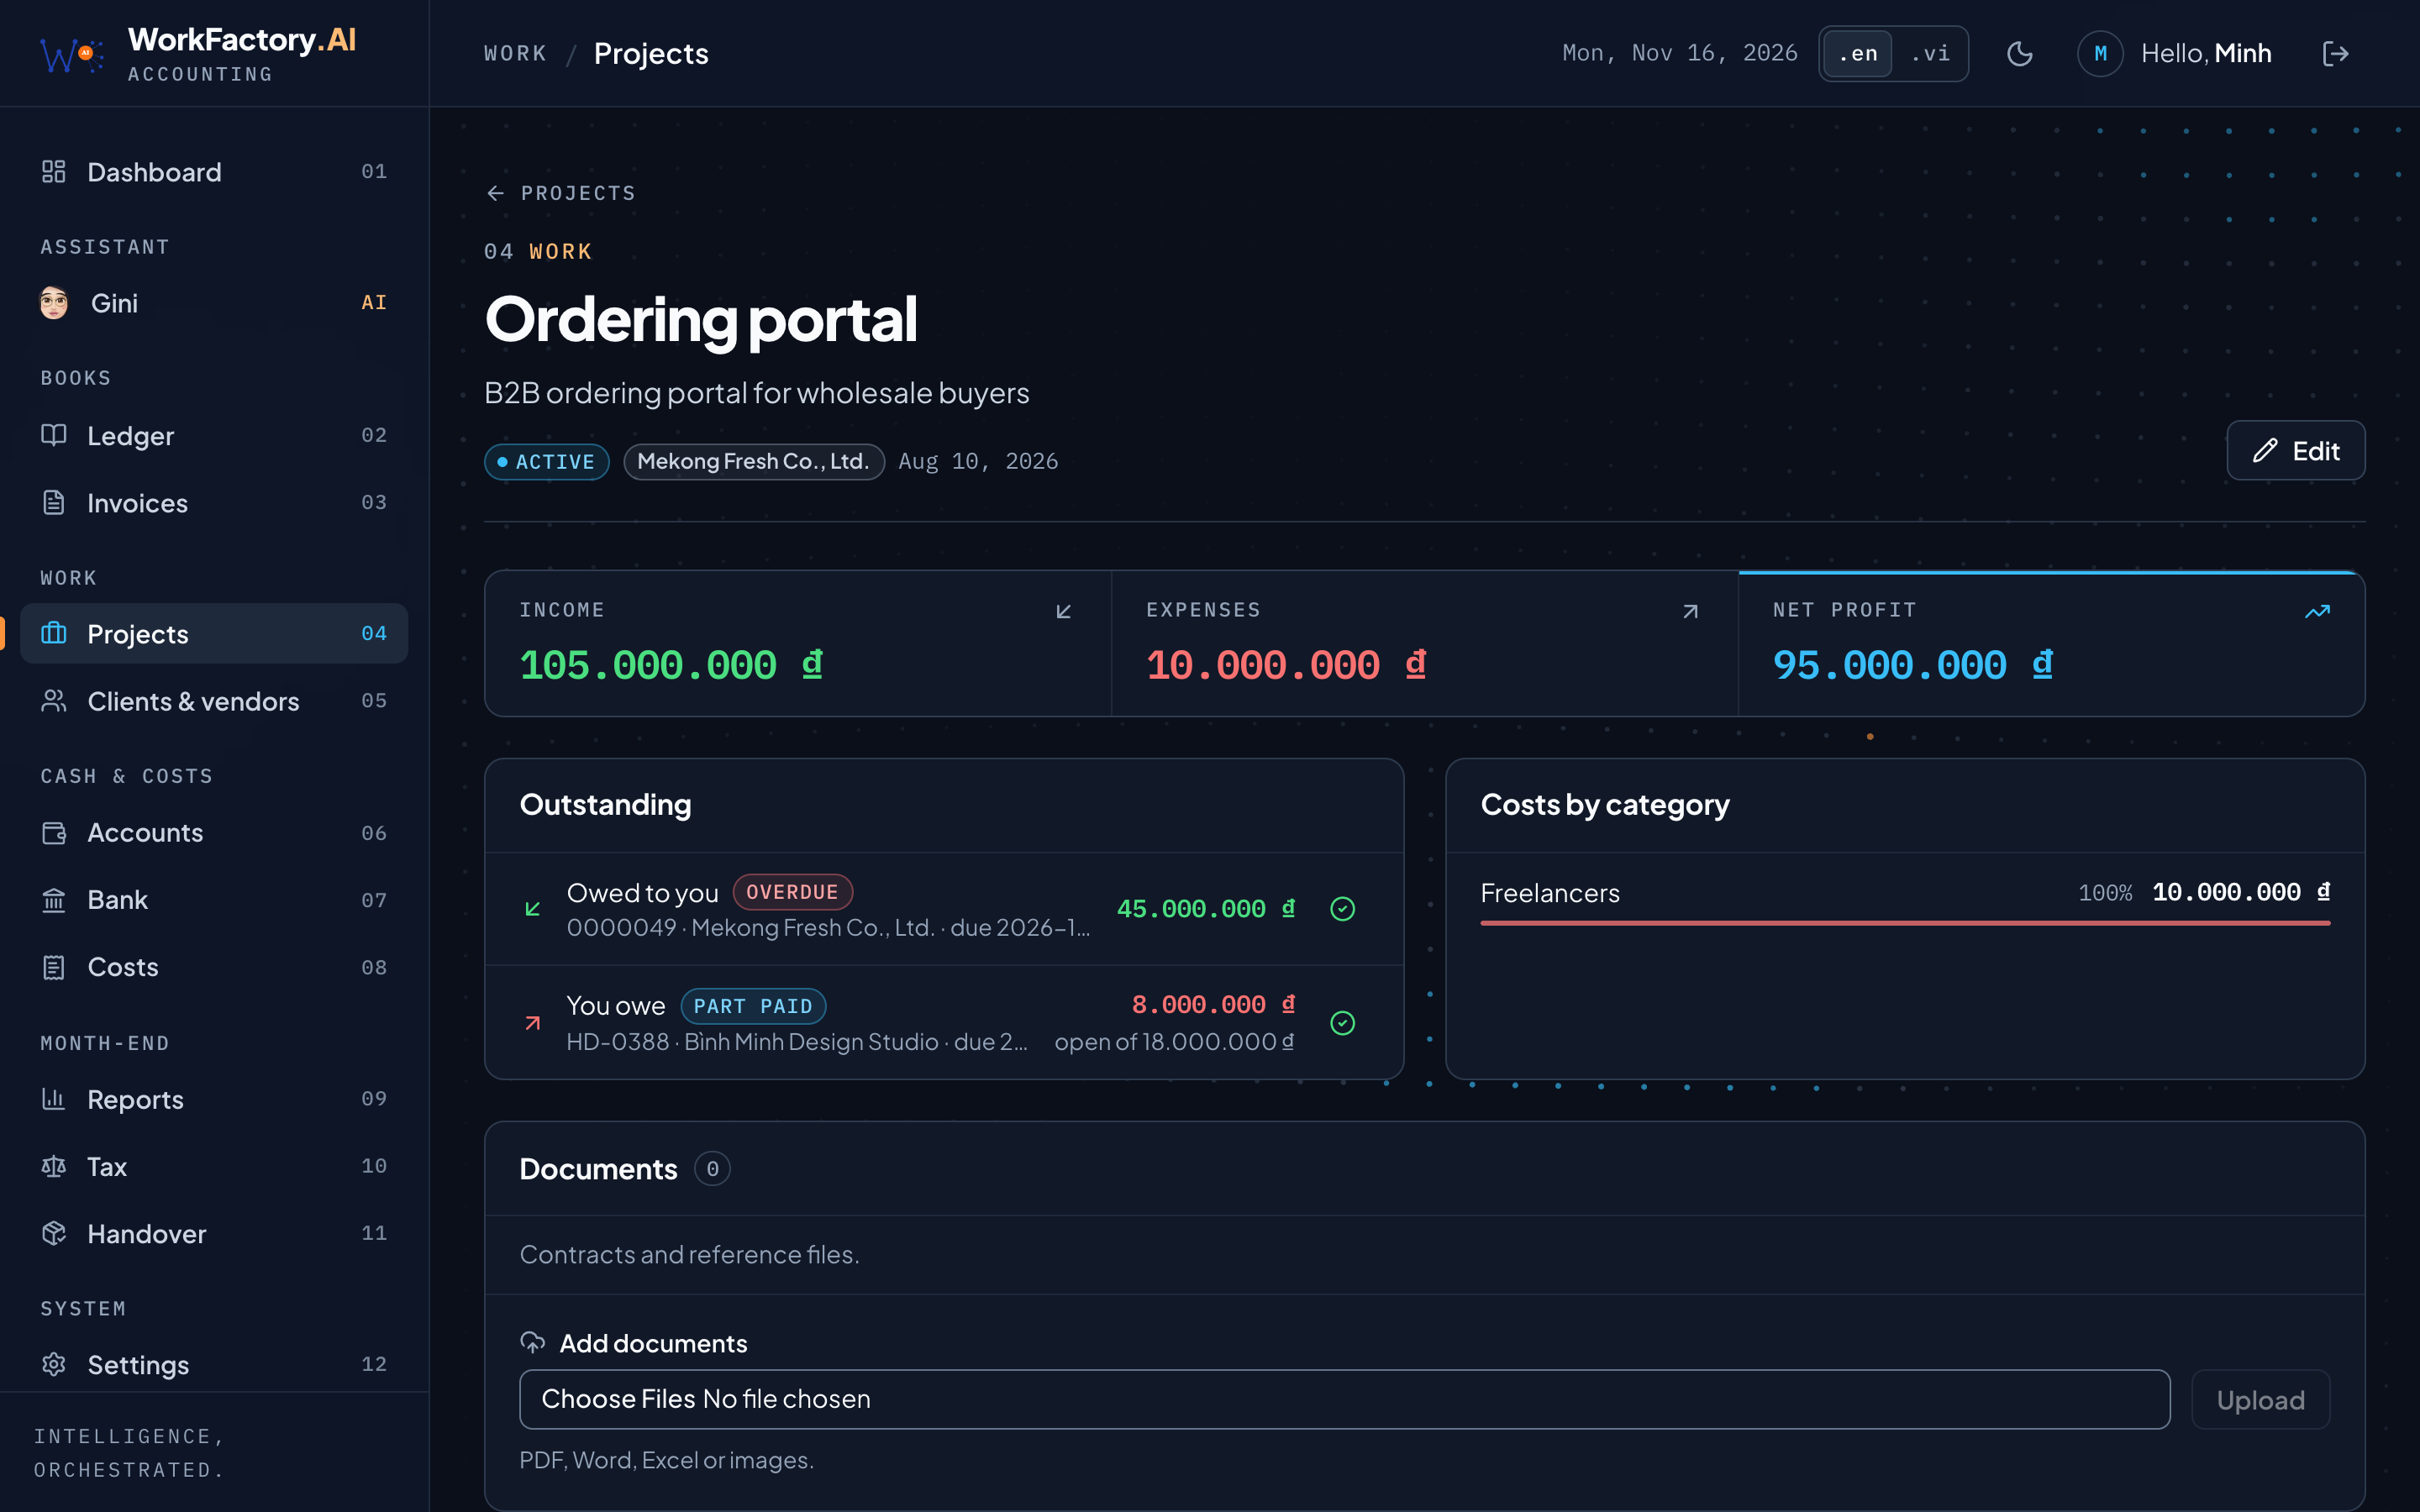 WorkFactory.AI
ACCOUNTING
WORK / Projects
Mon, Nov 16, 2026
.en .vi
M
Hello, Minh
Dashboard 01
ASSISTANT
Gini AI
BOOKS
Ledger 02
Invoices 03
WORK
Projects 04
Clients & vendors 05
CASH & COSTS
Accounts 06
Bank 07
Costs 08
MONTH-END
Reports 09
Tax 10
Handover 11
SYSTEM
Settings 12
INTELLIGENCE,
ORCHESTRATED.
PROJECTS
04 WORK
Ordering portal
B2B ordering portal for wholesale buyers
ACTIVE Mekong Fresh Co., Ltd. Aug 10, 2026
Edit
INCOME
105.000.000 ₫
EXPENSES
10.000.000 ₫
NET PROFIT
95.000.000 ₫
Outstanding
Owed to you OVERDUE
0000049 · Mekong Fresh Co., Ltd. · due 2026-1…
45.000.000 ₫
You owe PART PAID
HD-0388 · Bình Minh Design Studio · due 2…
8.000.000 ₫
open of 18.000.000 ₫
Costs by category
Freelancers 100% 10.000.000 ₫
Documents 0
Contracts and reference files.
Add documents
Choose Files No file chosen
Upload
PDF, Word, Excel or images.